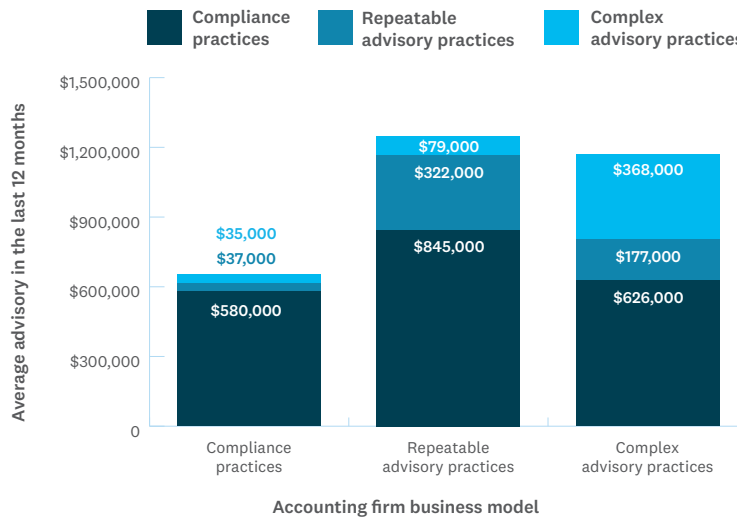 Compliance
practices
Repeatable
advisory practices
Complex
advisory practices
Average advisory in the last 12 months
$1,500,000
$1,200,000
$900,000
$600,000
$300,000
0
$35,000
$37,000
$580,000
$79,000
$322,000
$845,000
$368,000
$177,000
$626,000
Compliance
practices
Repeatable
advisory practices
Complex
advisory practices
Accounting firm business model